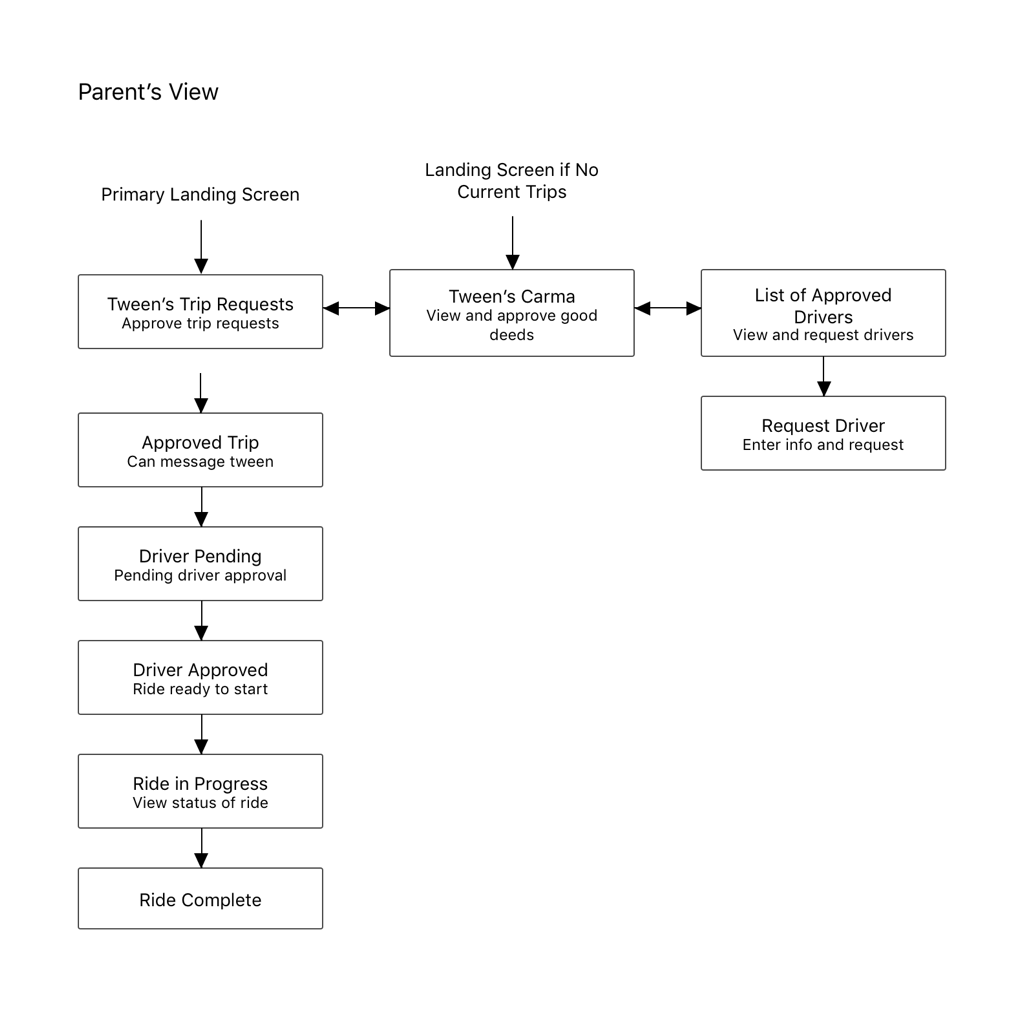 Parent’s View
Primary Landing Screen
Landing Screen if No
Current Trips
Tween’s Trip Requests
Approve trip requests
Tween’s Carma
View and approve good
deeds
List of Approved
Drivers
View and request drivers
Request Driver
Enter info and request
Approved Trip
Can message tween
Driver Pending
Pending driver approval
Driver Approved
Ride ready to start
Ride in Progress
View status of ride
Ride Complete